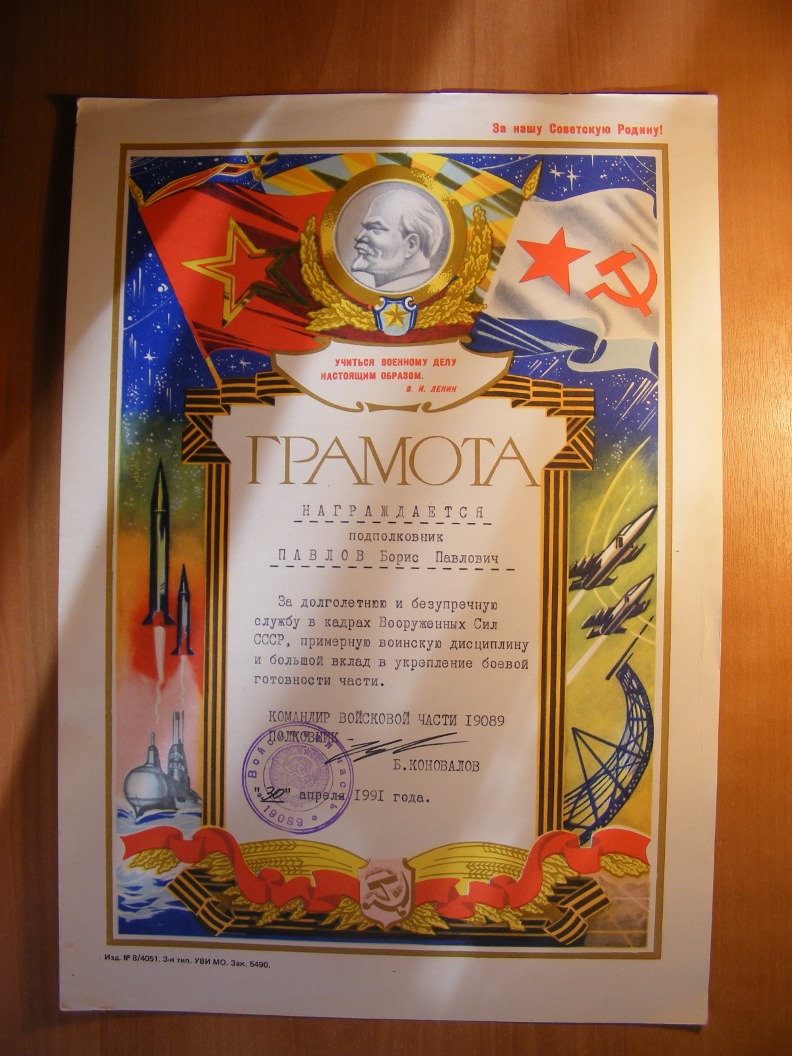 За нашу Советскую Родину!
УЧИТЬСЯ ВОЕННОМУ ДЕЛУ
НАСТОЯЩИМ ОБРАЗОМ.
В. И. ЛЕНИН
ГРАМОТА
НАГРАЖДАЕТСЯ
подполковник
ПАВЛОВ Борис Павлович
За долголетнюю и безупречную
службу в кадрах Вооруженных Сил
СССР, примерную воинскую дисциплину
и большой вклад в укрепление боевой
готовности части.
КОМАНДИР ВОЙСКОВОЙ ЧАСТИ 19089
ПОЛКОВНИК -
Б.КОНОВАЛОВ
"30" апреля 1991 года.
Войсковая часть
19089
Изд. № 8/4051. 3-я тип. УВИ МО. Зак. 5490.